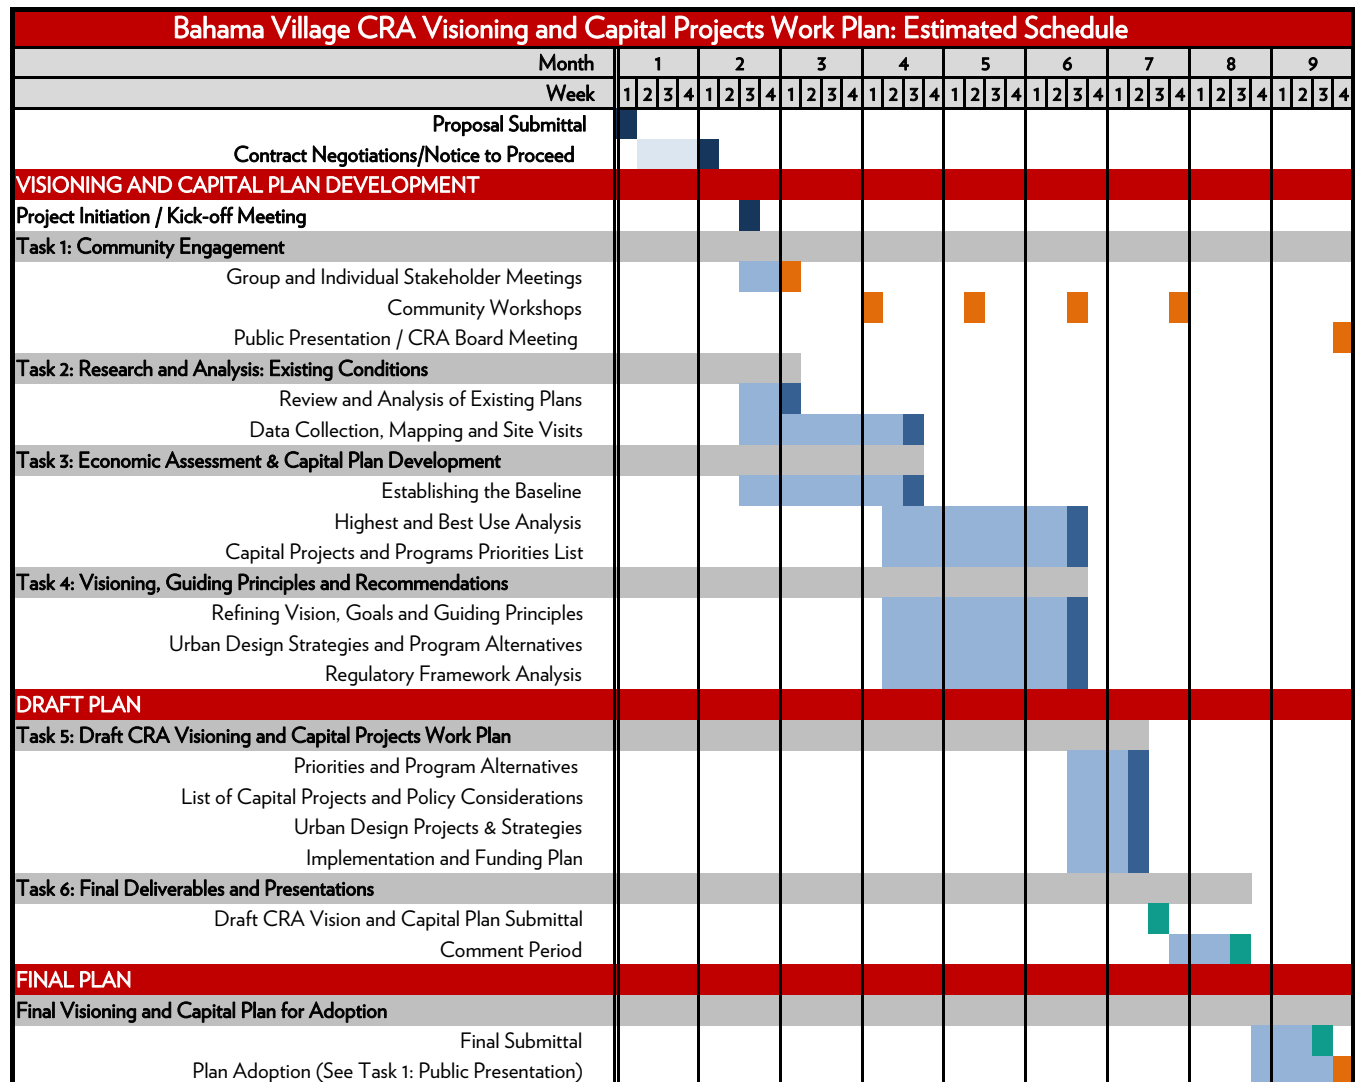 Bahama Village CRA Visioning and Capital Projects Work Plan: Estimated Schedule
Month 1 2 3 4 5 6 7 8 9
Week 1 2 3 4 1 2 3 4 1 2 3 4 1 2 3 4 1 2 3 4 1 2 3 4 1 2 3 4 1 2 3 4 1 2 3 4
Proposal Submittal
Contract Negotiations/Notice to Proceed
VISIONING AND CAPITAL PLAN DEVELOPMENT
Project Initiation / Kick-off Meeting
Task 1: Community Engagement
Group and Individual Stakeholder Meetings
Community Workshops
Public Presentation / CRA Board Meeting
Task 2: Research and Analysis: Existing Conditions
Review and Analysis of Existing Plans
Data Collection, Mapping and Site Visits
Task 3: Economic Assessment & Capital Plan Development
Establishing the Baseline
Highest and Best Use Analysis
Capital Projects and Programs Priorities List
Task 4: Visioning, Guiding Principles and Recommendations
Refining Vision, Goals and Guiding Principles
Urban Design Strategies and Program Alternatives
Regulatory Framework Analysis
DRAFT PLAN
Task 5: Draft CRA Visioning and Capital Projects Work Plan
Priorities and Program Alternatives
List of Capital Projects and Policy Considerations
Urban Design Projects & Strategies
Implementation and Funding Plan
Task 6: Final Deliverables and Presentations
Draft CRA Vision and Capital Plan Submittal
Comment Period
FINAL PLAN
Final Visioning and Capital Plan for Adoption
Final Submittal
Plan Adoption (See Task 1: Public Presentation)